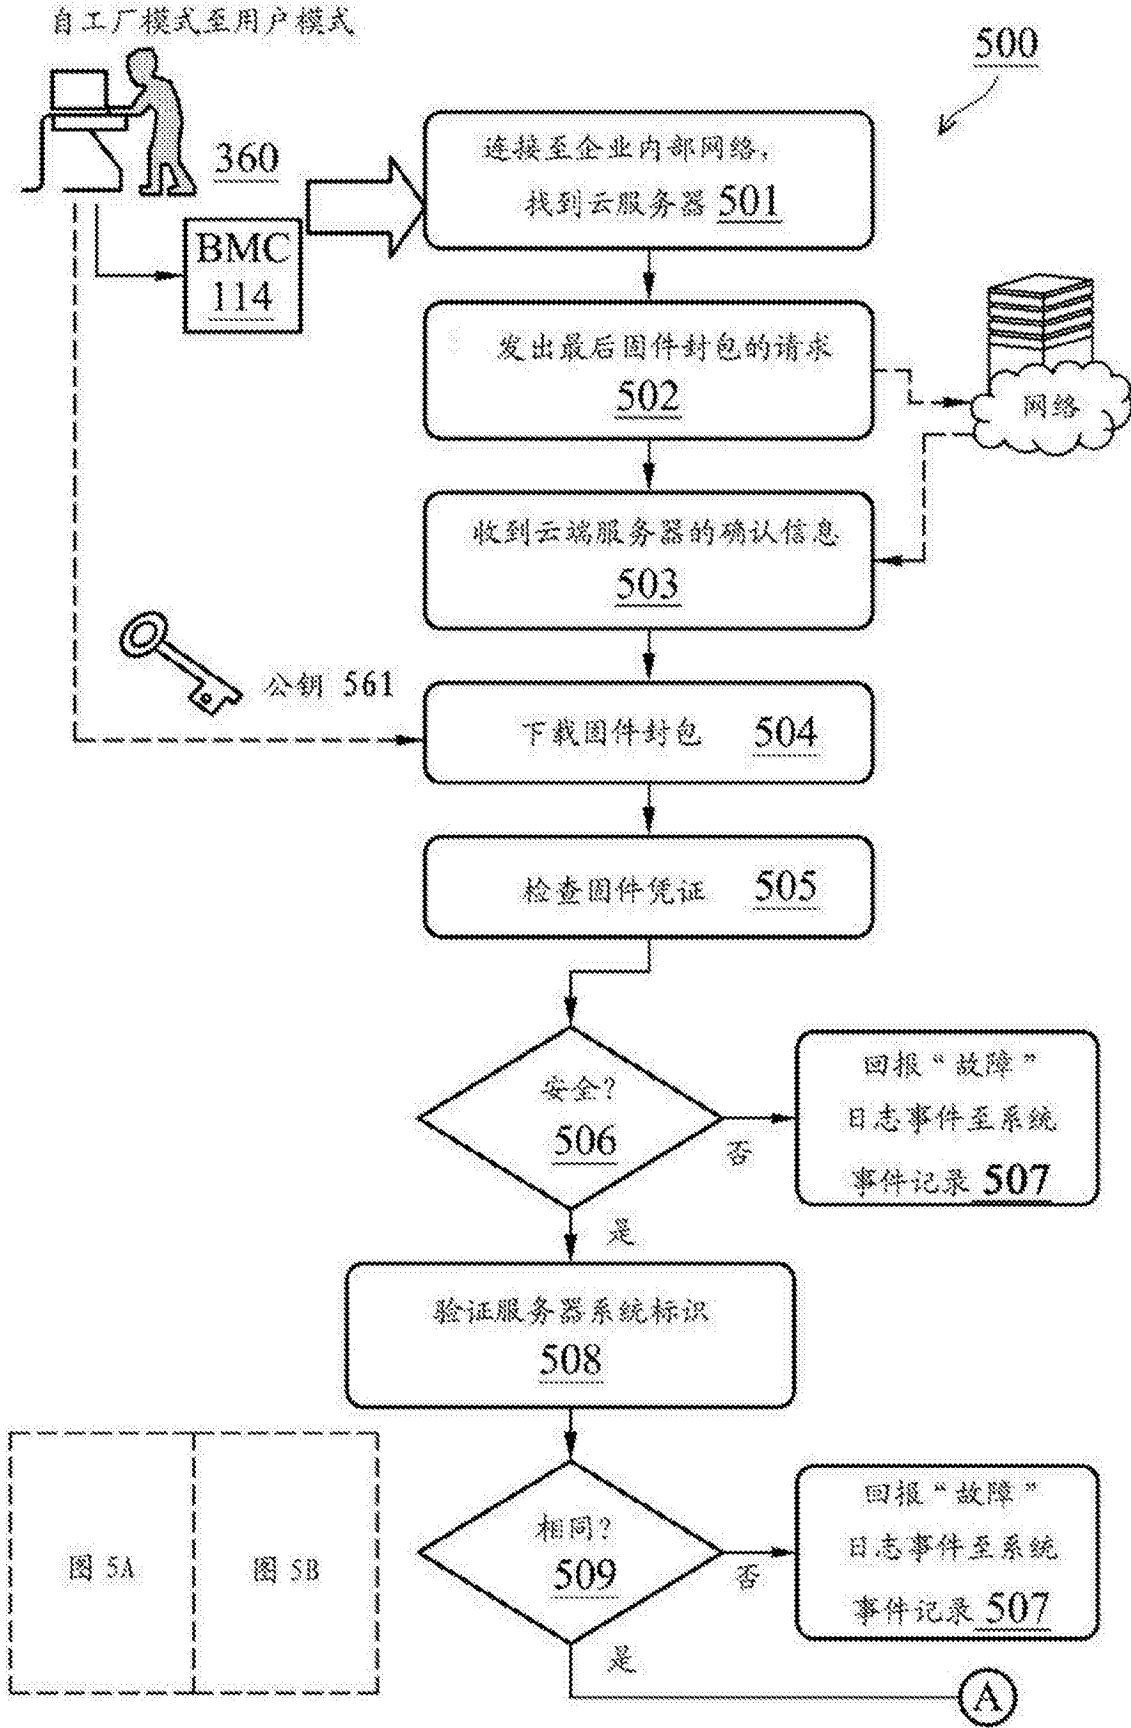 自工厂模式至用户模式
500
360
BMC
114
连接至企业内部网络，
找到云服务器 501
发出最后固件封包的请求
502
网络
收到云端服务器的确认信息
503
公钥 561
下载固件封包 504
检查固件凭证 505
安全？
506
否
是
回报“故障”
日志事件至系统
事件记录 507
验证服务器系统标识
508
相同？
509
否
是
回报“故障”
日志事件至系统
事件记录 507
图 5A
图 5B
A